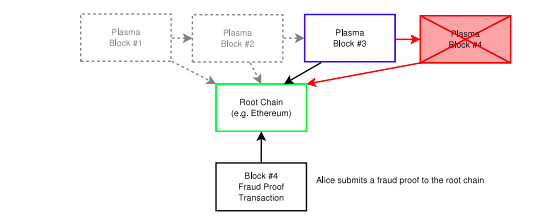 Plasma
Block #1
Plasma
Block #2
Plasma
Block #3
Plasma
Block #4
Root Chain
(e.g. Ethereum)
Block #4
Fraud Proof
Transaction
Alice submits a fraud proof to the root chain